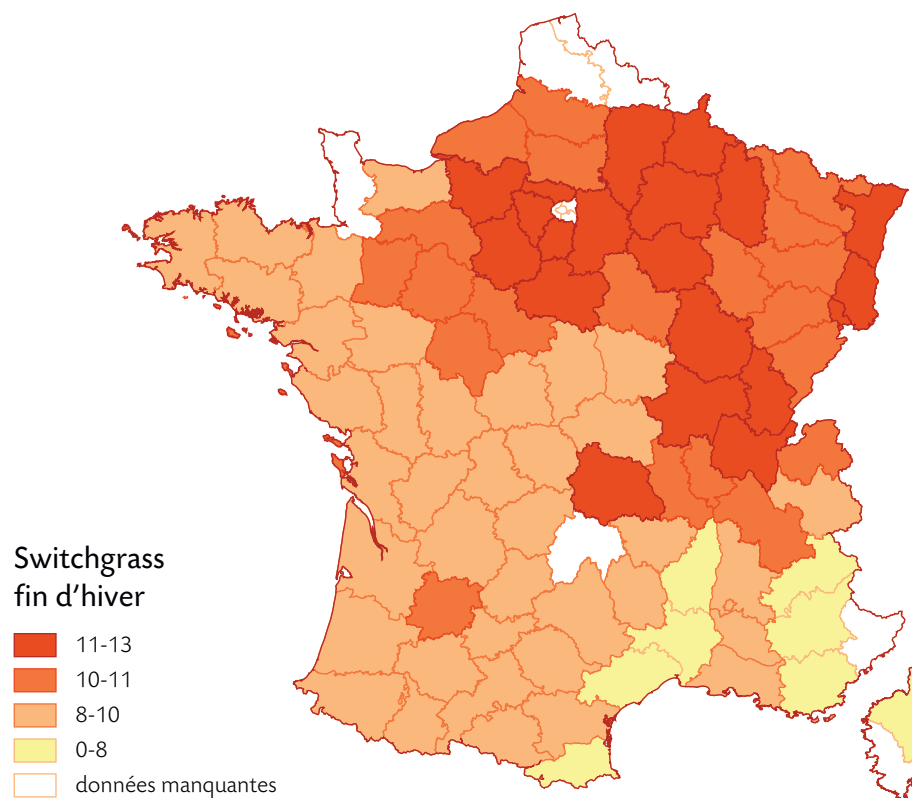 Switchgrass
fin d’hiver
11-13
10-11
8-10
0-8
données manquantes